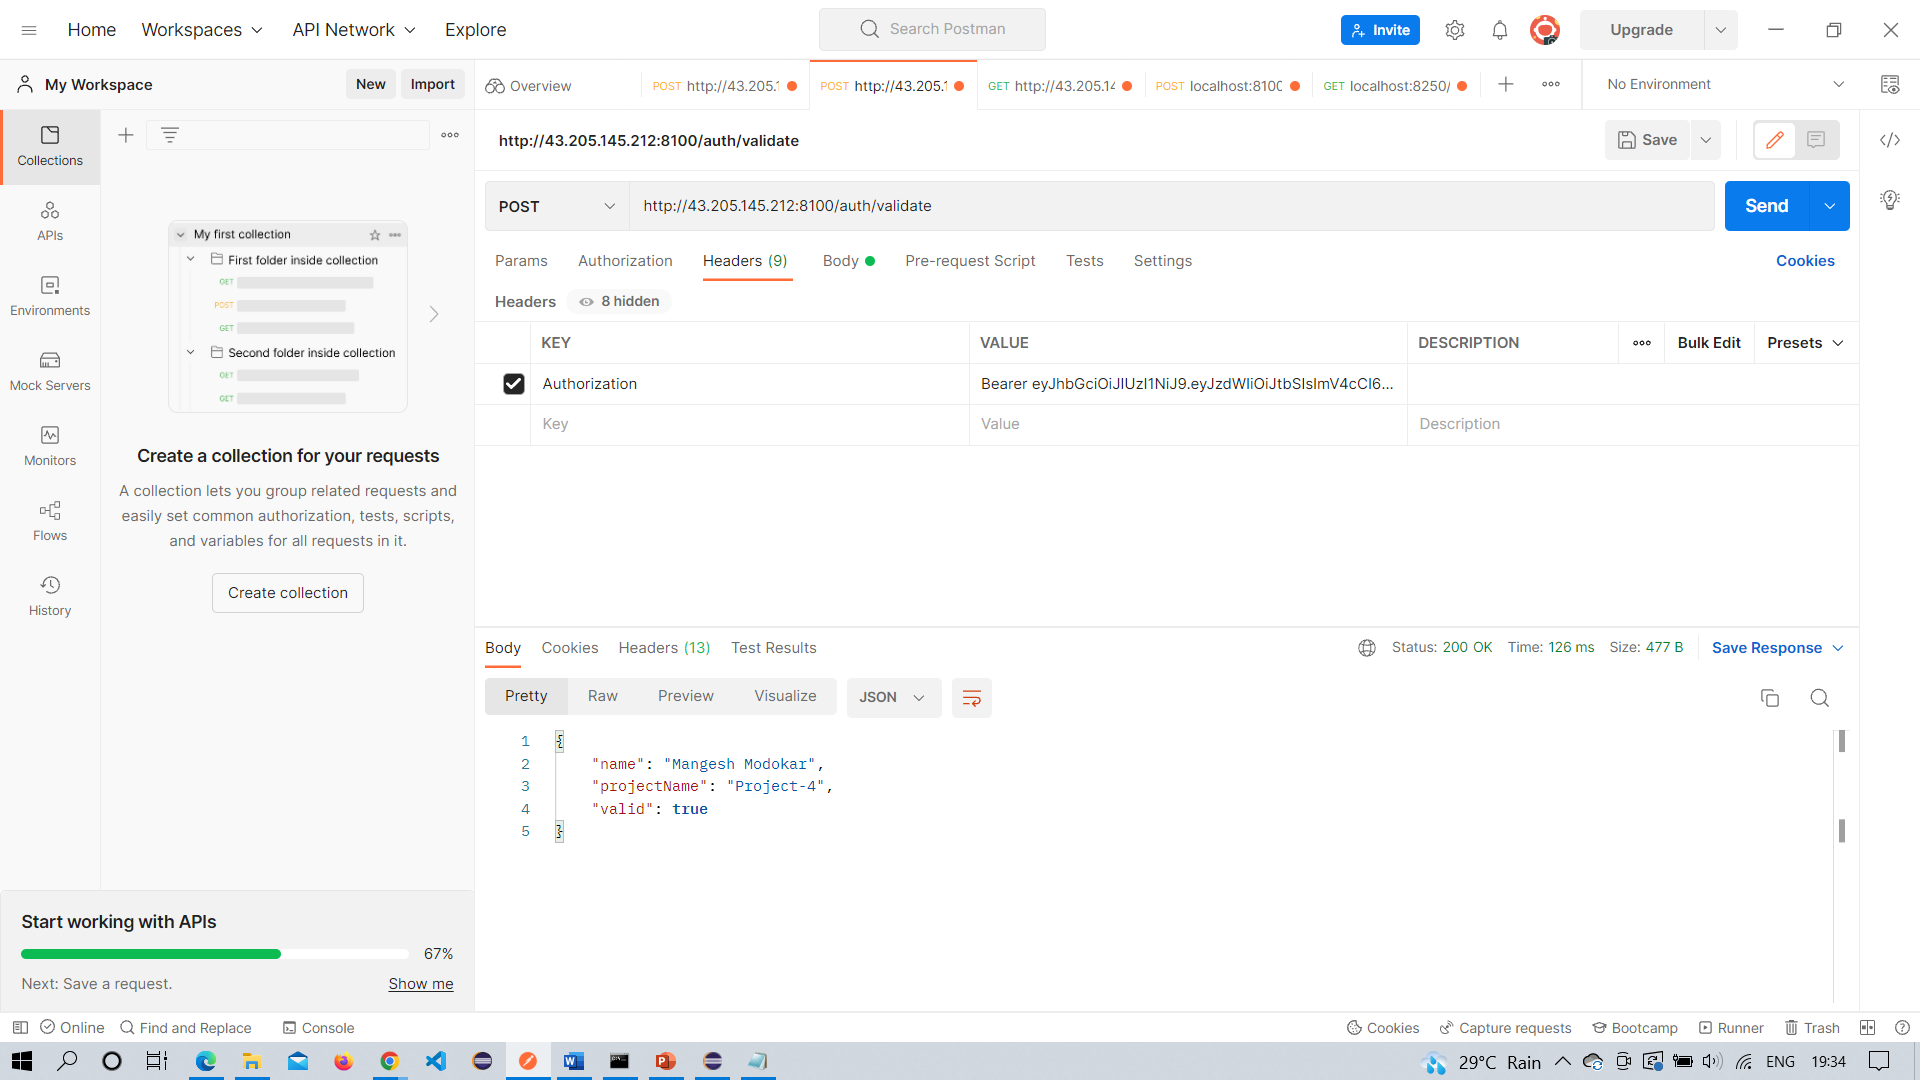 Home Workspaces API Network Explore Search Postman Invite Upgrade
My Workspace New Import Overview POST http://43.205.1 POST http://43.205.1 GET http://43.205.14 POST localhost:8100 GET localhost:8250/ No Environment
http://43.205.145.212:8100/auth/validate Save
POST http://43.205.145.212:8100/auth/validate Send
Params Authorization Headers (9) Body Pre-request Script Tests Settings Cookies
Headers 8 hidden
KEY VALUE DESCRIPTION Bulk Edit Presets
Authorization Bearer eyJhbGciOiJIUzI1NiJ9.eyJzdWIiOiJtbSIsImV4cCI6...
Key Value Description
Collections
APIs
Environments
Mock Servers
Monitors
Flows
History
My first collection
First folder inside collection
GET
POST
GET
Second folder inside collection
GET
GET
Create a collection for your requests
A collection lets you group related requests and
easily set common authorization, tests, scripts,
and variables for all requests in it.
Create collection
Body Cookies Headers (13) Test Results Status: 200 OK Time: 126 ms Size: 477 B Save Response
Pretty Raw Preview Visualize JSON
1 {
2 "name": "Mangesh Modokar",
3 "projectName": "Project-4",
4 "valid": true
5 }
Start working with APIs
67%
Next: Save a request. Show me
Online Find and Replace Console Cookies Capture requests Bootcamp Runner Trash
29°C Rain ENG 19:34